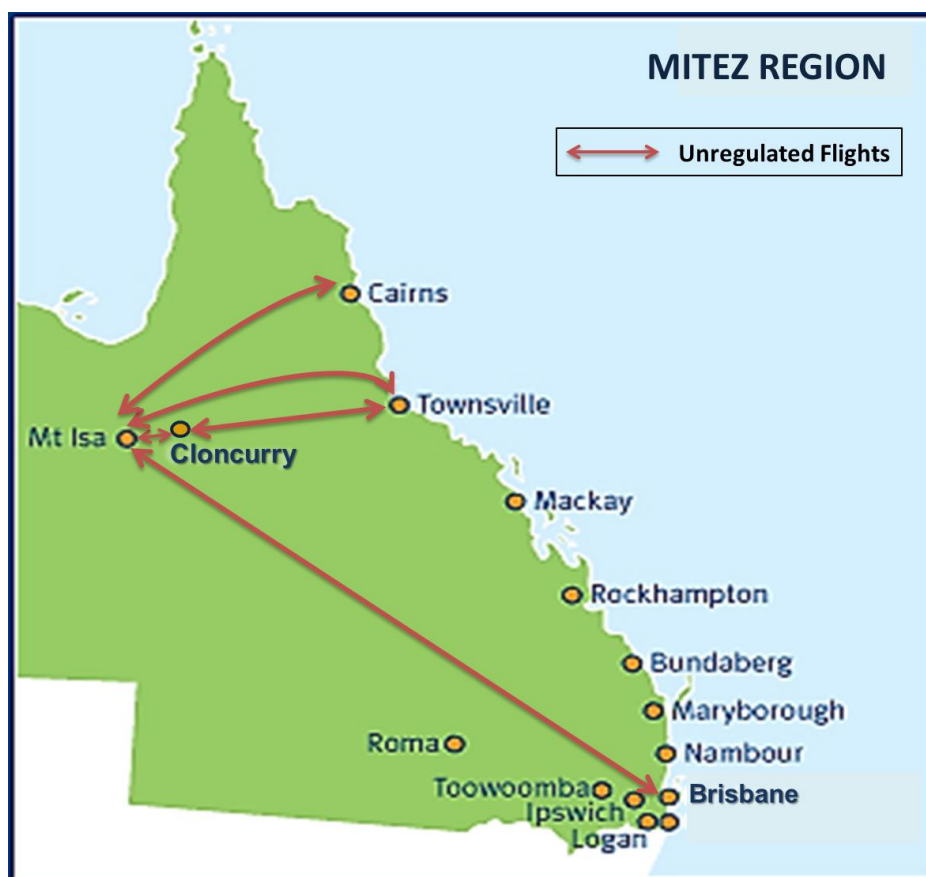 MITEZ REGION
Unregulated Flights
Cairns
Townsville
Mt Isa
Cloncurry
Mackay
Rockhampton
Bundaberg
Maryborough
Roma
Nambour
Toowoomba
Brisbane
Ipswich
Logan